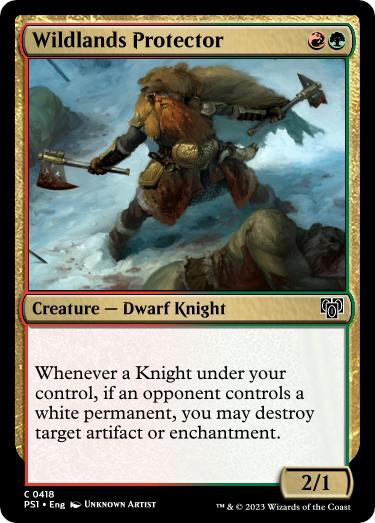 Wildlands Protector
Creature — Dwarf Knight
Whenever a Knight under your
control, if an opponent controls a
white permanent, you may destroy
target artifact or enchantment.
2/1
C 0418
PS1 • Eng Unknown Artist ™ & © 2023 Wizards of the Coast